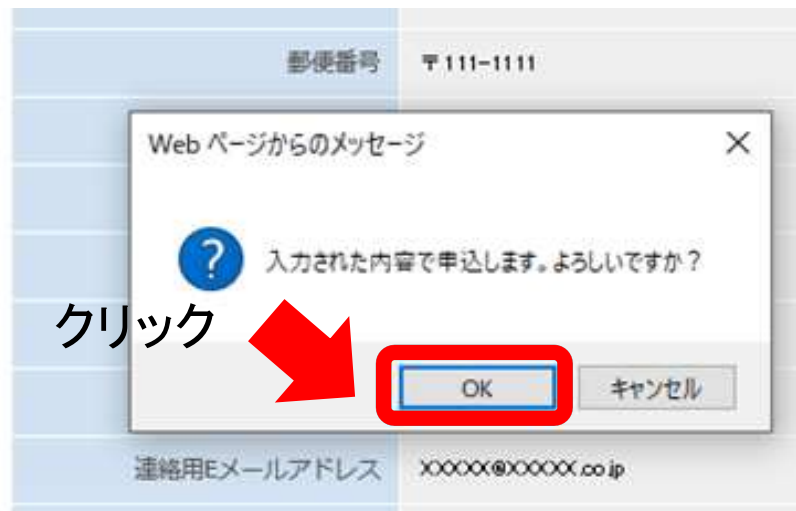 郵便番号 〒111-1111
Web ページからのメッセージ
入力された内容で申込します。よろしいですか？
クリック
OK キャンセル
連絡用Eメールアドレス XXXXX@XXXXX.co.jp